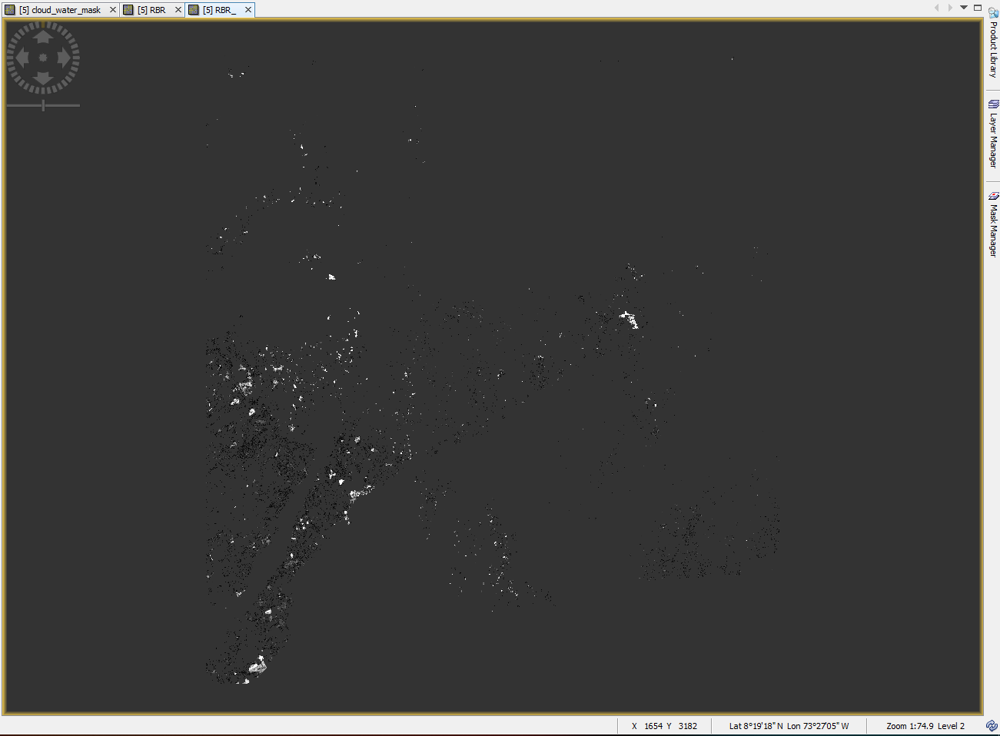 [5] cloud_water_mask
[5] RBR
[5] RBR_
Product Library
Layer Manager
Mask Manager
X 1654 Y 3182
Lat 8°19'18" N Lon 73°27'05" W
Zoom 1:74.9 Level 2